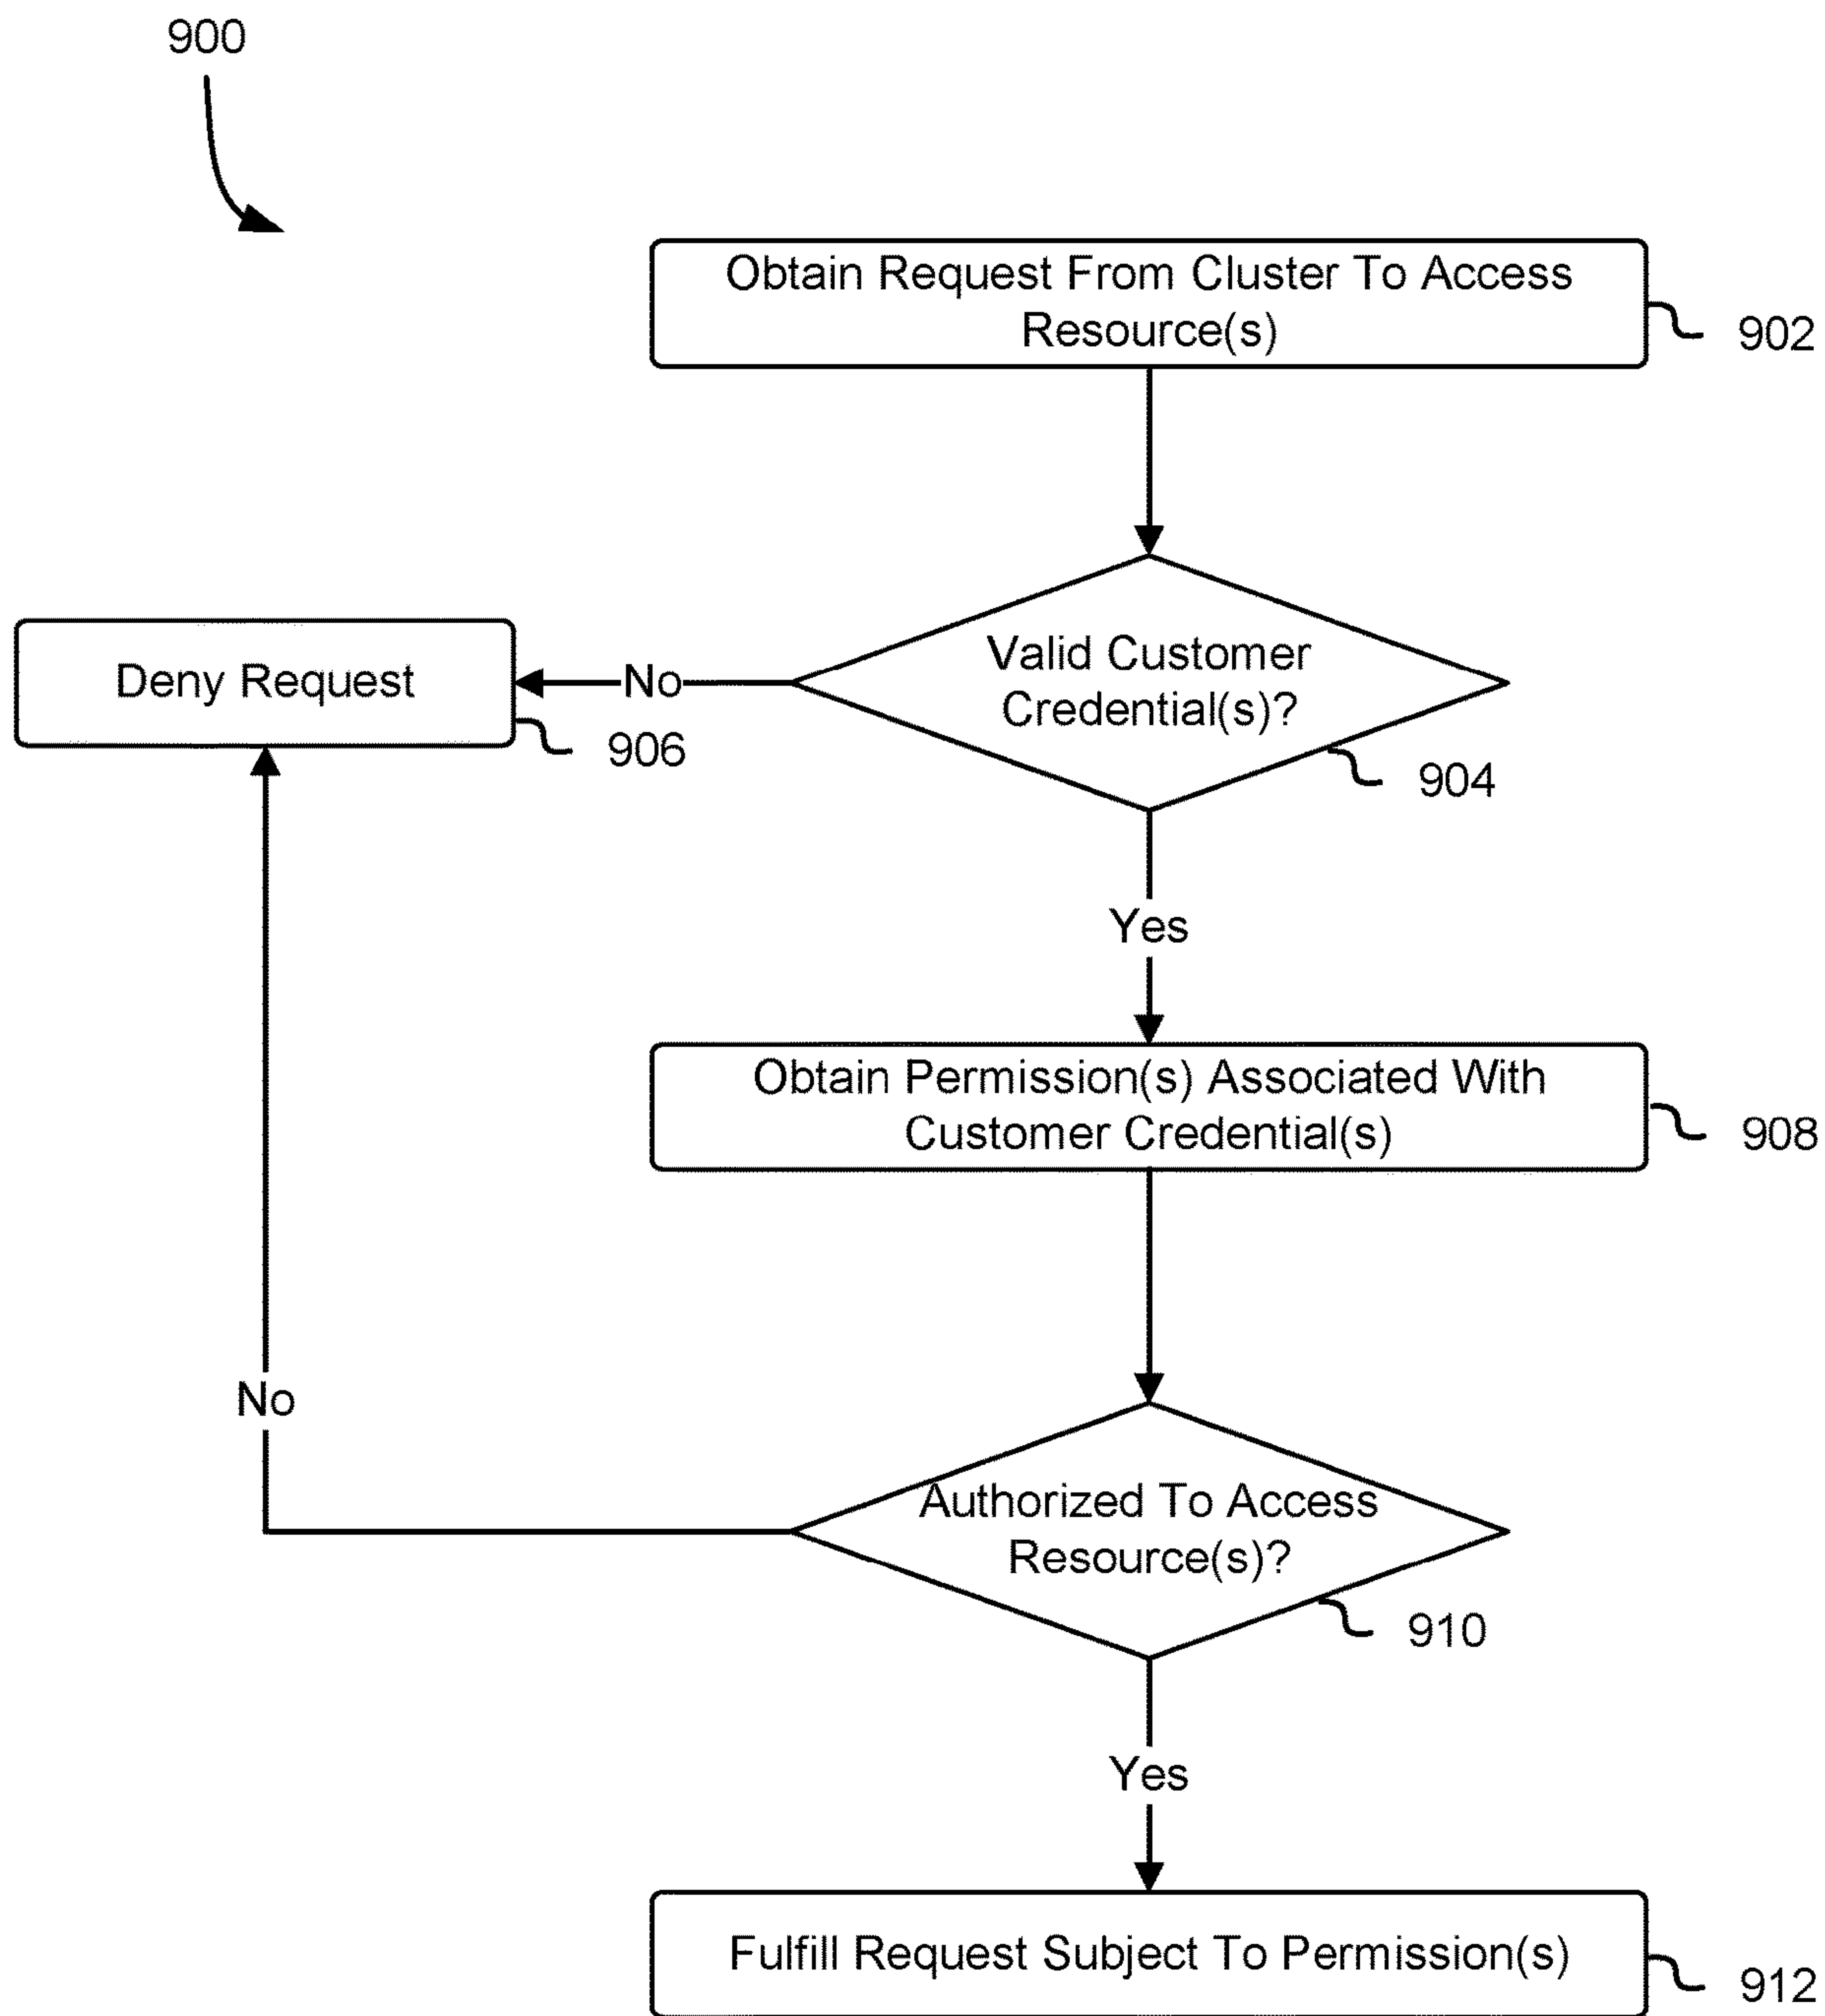 900
Obtain Request From Cluster To Access
Resource(s)
902
Valid Customer
Credential(s)?
904
No
Deny Request
906
Yes
Obtain Permission(s) Associated With
Customer Credential(s)
908
Authorized To Access
Resource(s)?
910
No
Yes
Fulfill Request Subject To Permission(s)
912